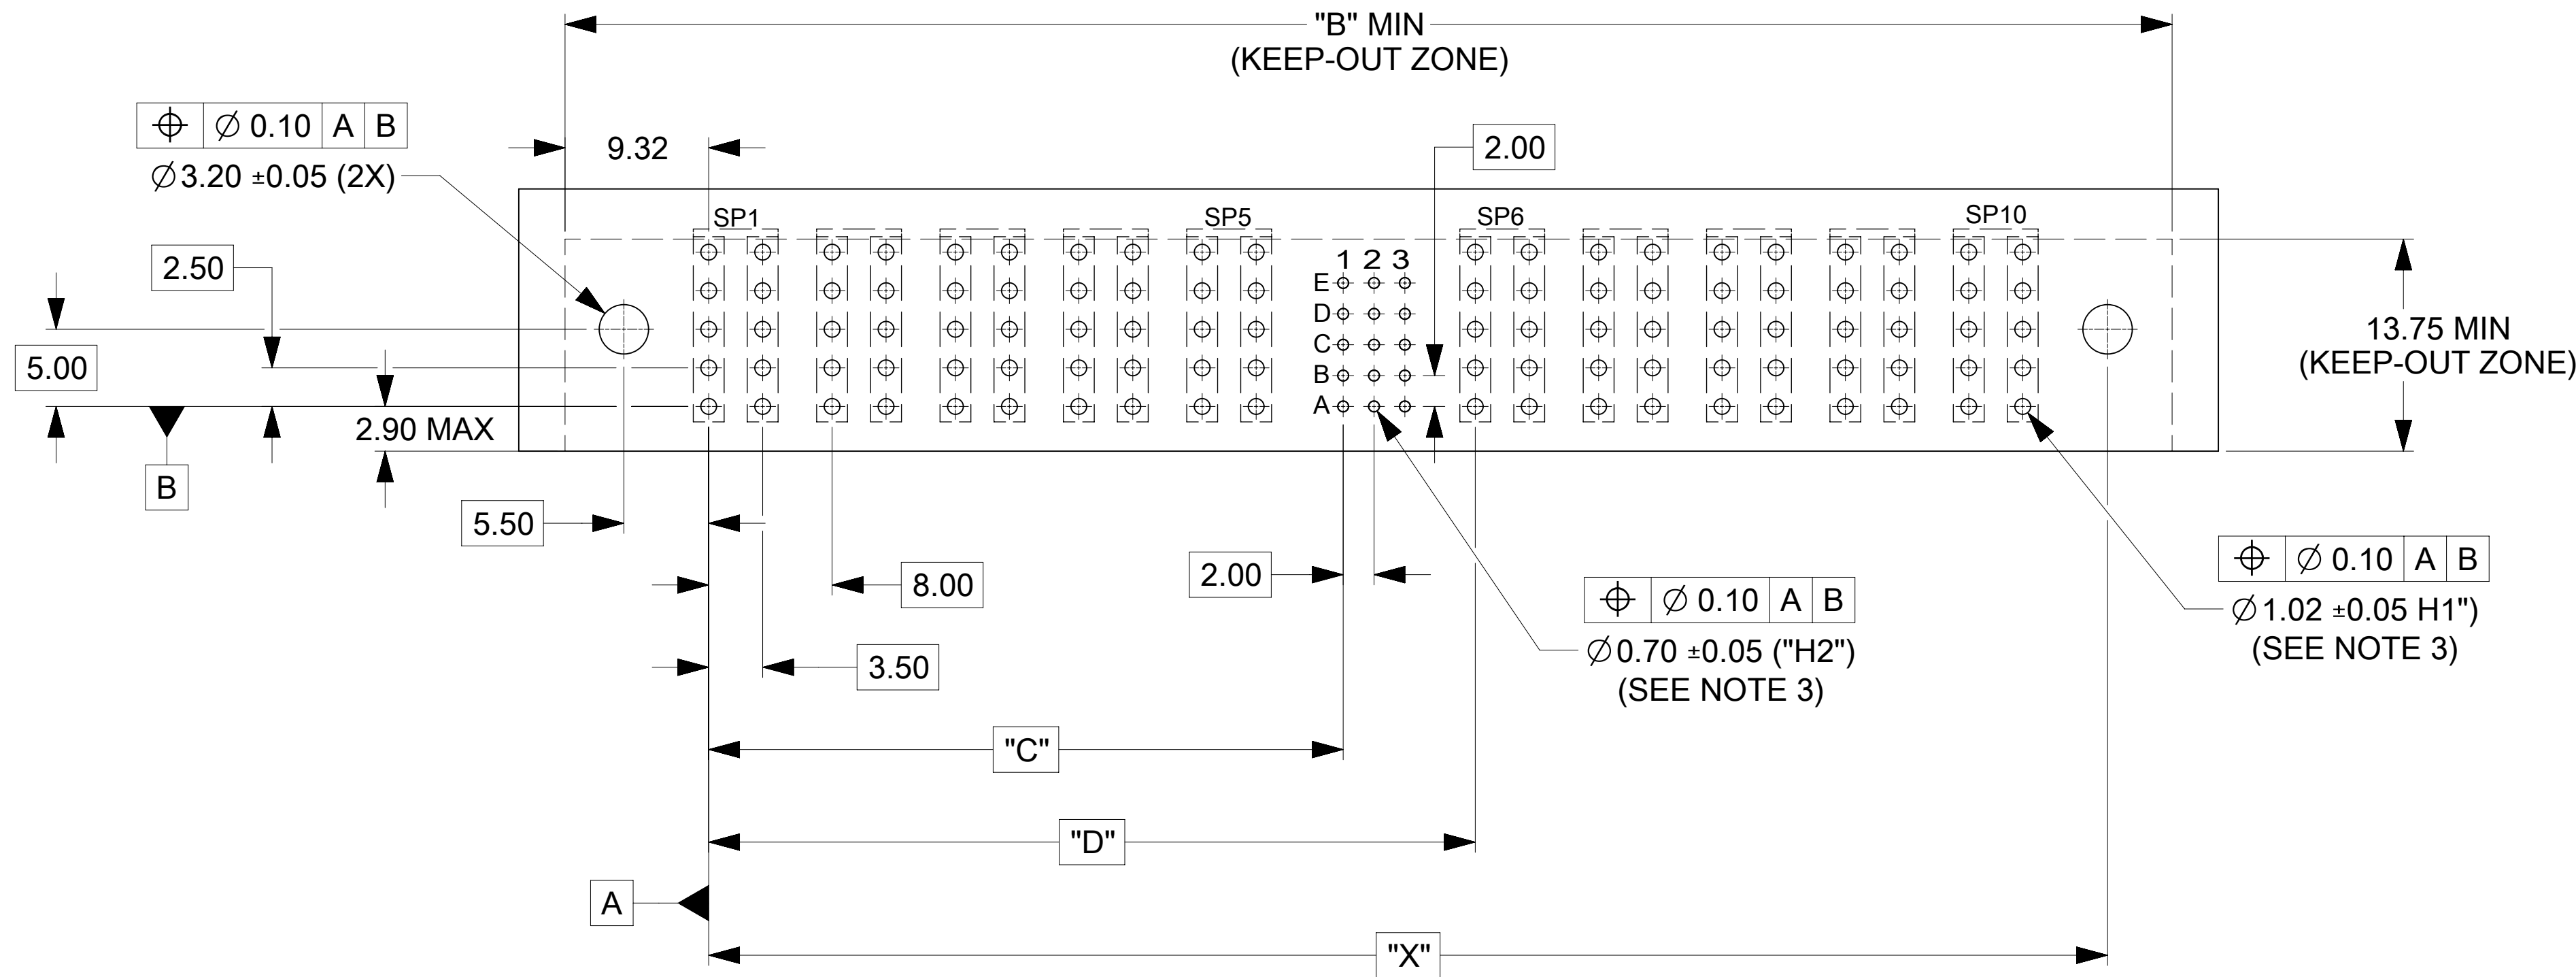 "B" MIN
(KEEP-OUT ZONE)
⌖ ∅ 0.10 A B
∅3.20 ±0.05 (2X)
9.32
2.00
SP1
SP5
SP6
SP10
2.50
1 2 3
E
D
C
B
A
5.00
2.90 MAX
13.75 MIN
(KEEP-OUT ZONE)
B
5.50
8.00
2.00
3.50
⌖ ∅ 0.10 A B
∅0.70 ±0.05 ("H2")
(SEE NOTE 3)
⌖ ∅ 0.10 A B
∅1.02 ±0.05 H1")
(SEE NOTE 3)
"C"
"D"
A
"X"